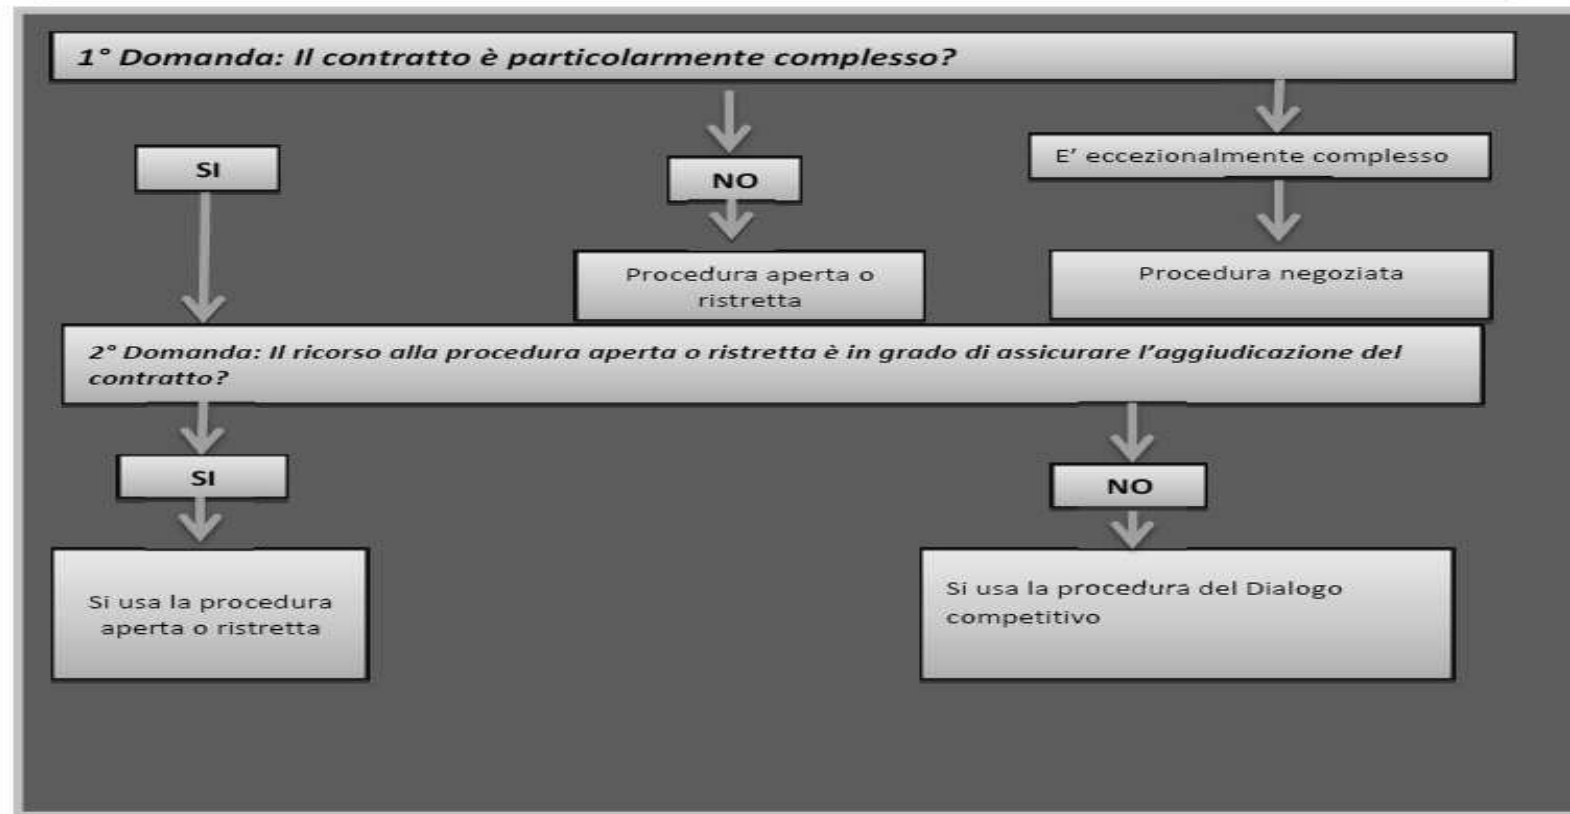 1° Domanda: Il contratto è particolarmente complesso?
SI
NO
E' eccezionalmente complesso
Procedura aperta o
ristretta
Procedura negoziata
2° Domanda: Il ricorso alla procedura aperta o ristretta è in grado di assicurare l'aggiudicazione del
contratto?
SI
NO
Si usa la procedura
aperta o ristretta
Si usa la procedura del Dialogo
competitivo